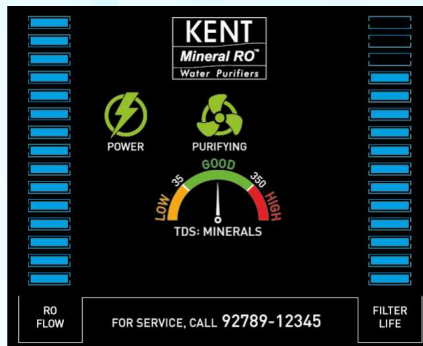 KENT
Mineral RO™
Water Purifiers
POWER
PURIFYING
LOW 35 GOOD 350 HIGH
TDS: MINERALS
RO
FLOW
FOR SERVICE, CALL 92789-12345
FILTER
LIFE